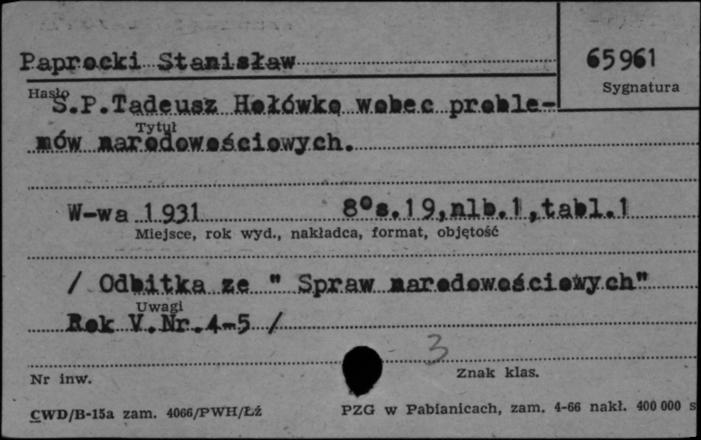 Paprocki Stanisław
65961
Sygnatura
Hasło
S.P.Tadeusz Hołówko wobec proble-
Tytuł
mów narodowościowych.
W-wa 1931 8°s.19,nlb.1,tabl.1
Miejsce, rok wyd., nakładca, format, objętość
/ Odbitka ze " Spraw narodowościowych"
Uwagi
Rok V.Nr.4-5 /
3
Nr inw. Znak klas.
CWD/B-15a zam. 4066/PWH/Łż PZG w Pabianicach, zam. 4-66 nakł. 400 000 s